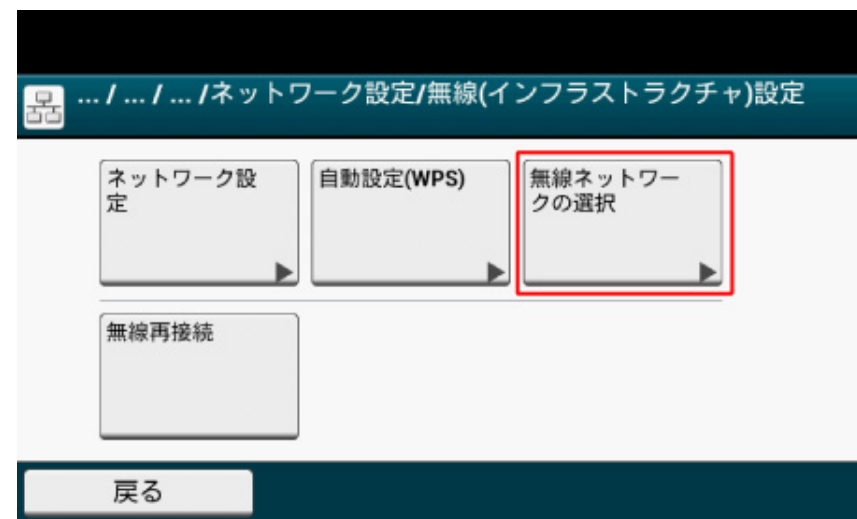 ... / ... / ... /ネットワーク設定/無線(インフラストラクチャ)設定
ネットワーク設
定
自動設定(WPS)
無線ネットワー
クの選択
無線再接続
戻る